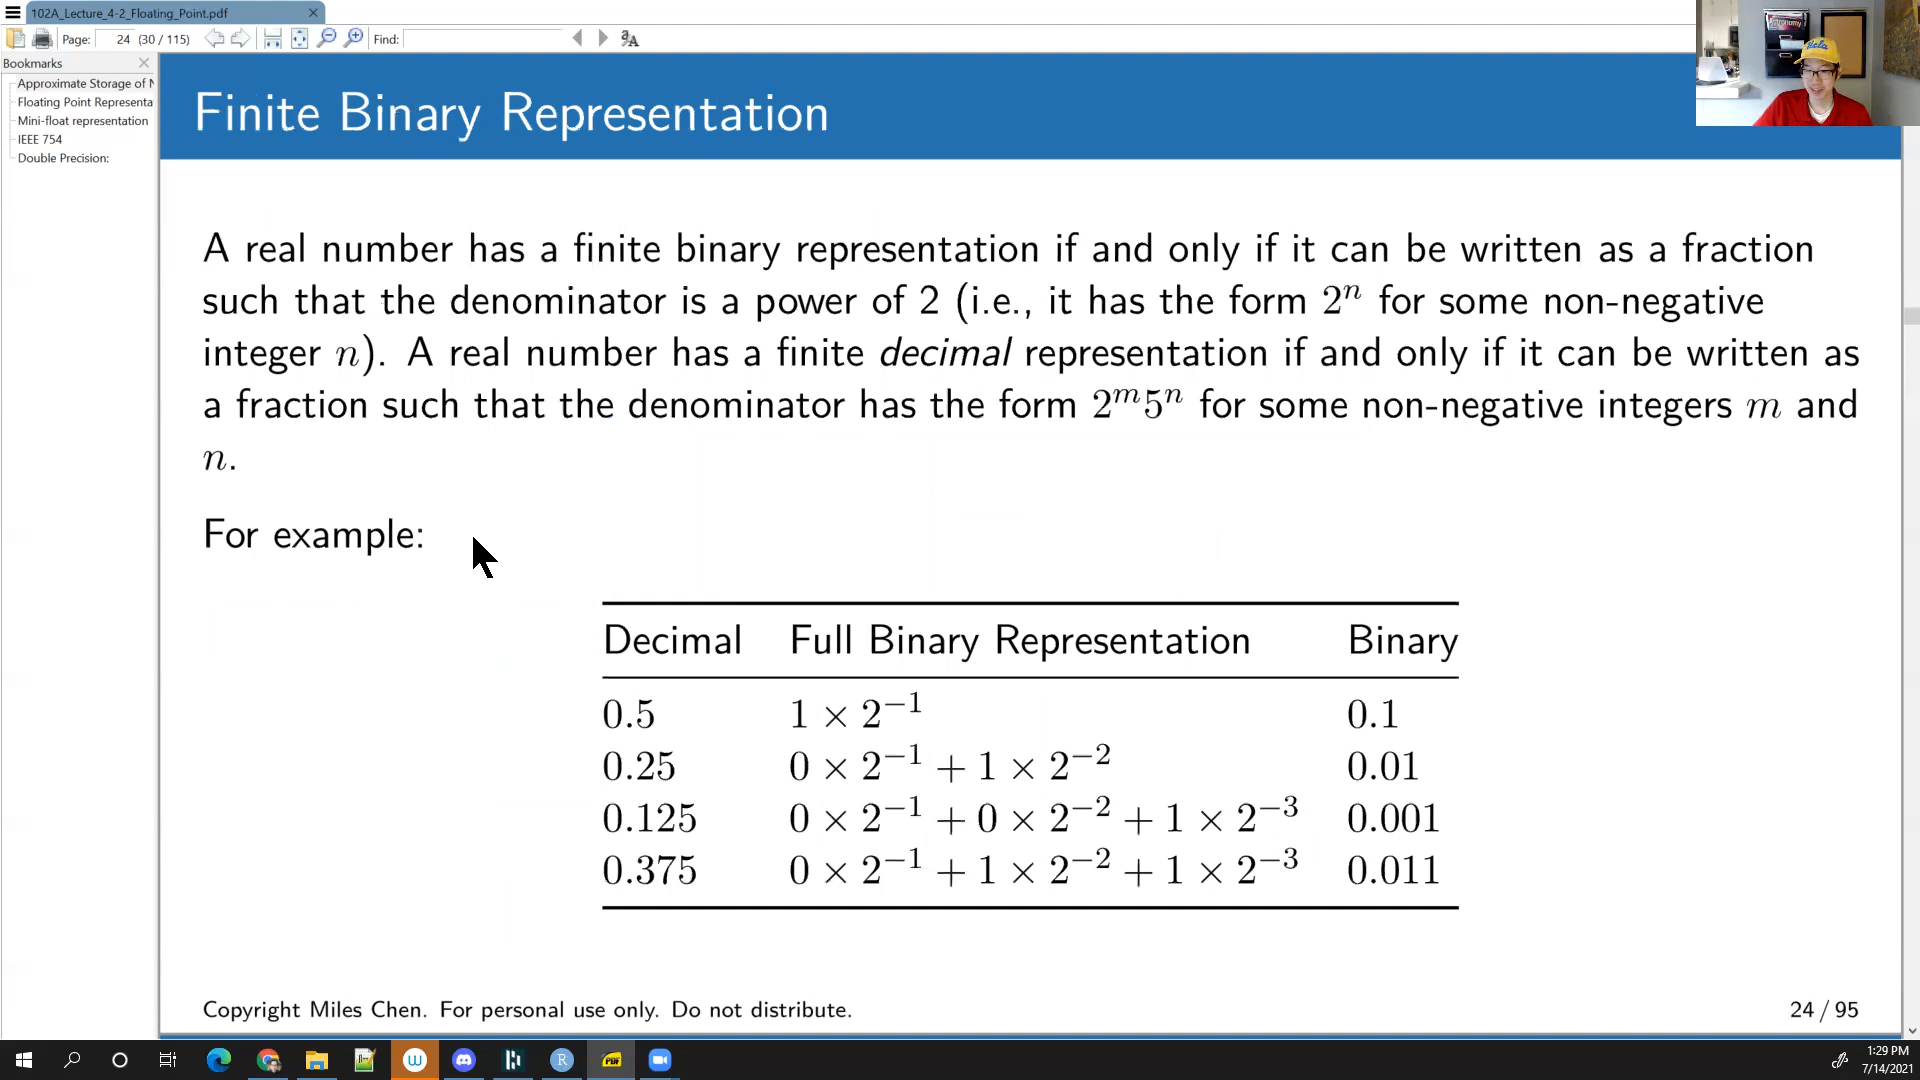 102A_Lecture_4-2_Floating_Point.pdf
Page: 24 (30 / 115) Find:
Bookmarks
Approximate Storage of N
Floating Point Representa
Mini-float representation
IEEE 754
Double Precision:
Finite Binary Representation
A real number has a finite binary representation if and only if it can be written as a fraction
such that the denominator is a power of 2 (i.e., it has the form 2ⁿ for some non-negative
integer n). A real number has a finite decimal representation if and only if it can be written as
a fraction such that the denominator has the form 2ᵐ5ⁿ for some non-negative integers m and
n.
For example:
Decimal Full Binary Representation Binary
0.5 1 × 2⁻¹ 0.1
0.25 0 × 2⁻¹ + 1 × 2⁻² 0.01
0.125 0 × 2⁻¹ + 0 × 2⁻² + 1 × 2⁻³ 0.001
0.375 0 × 2⁻¹ + 1 × 2⁻² + 1 × 2⁻³ 0.011
Copyright Miles Chen. For personal use only. Do not distribute. 24 / 95
1:29 PM
7/14/2021